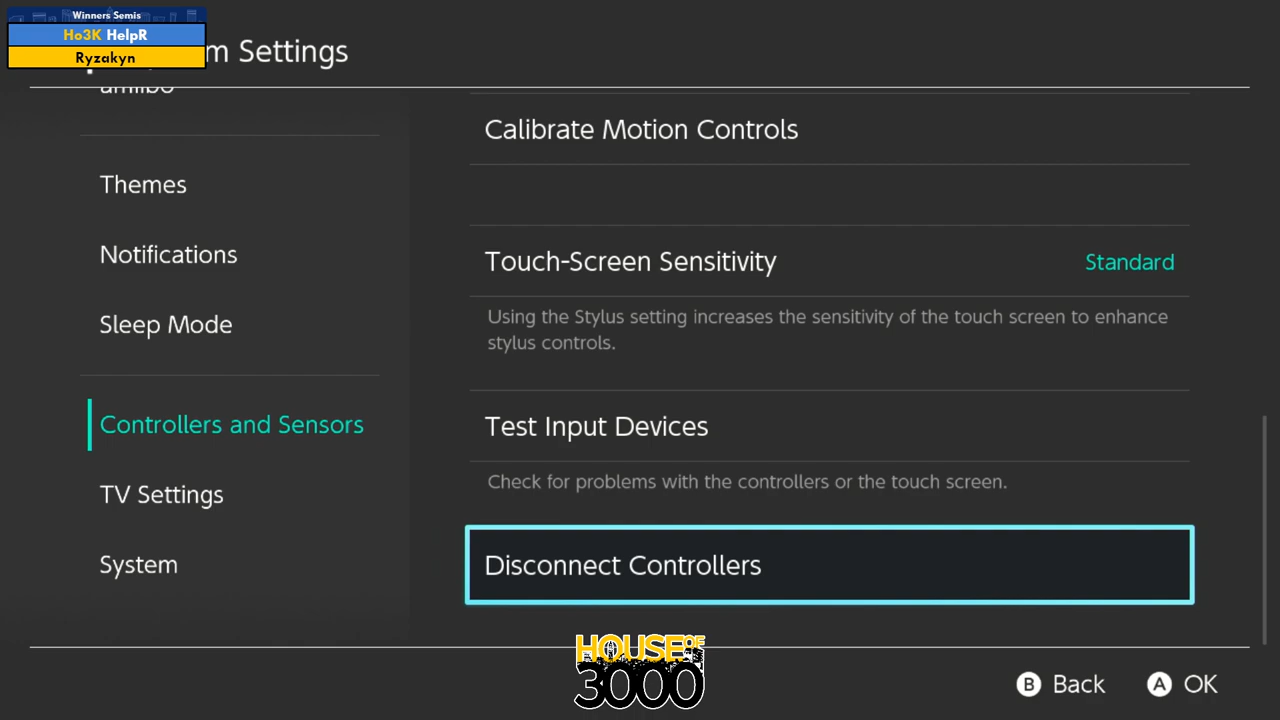 Winners Semis
Ho3K HelpR
Ryzakyn
m Settings
amiibo
Themes
Notifications
Sleep Mode
Controllers and Sensors
TV Settings
System
Calibrate Motion Controls
Touch-Screen Sensitivity Standard
Using the Stylus setting increases the sensitivity of the touch screen to enhance
stylus controls.
Test Input Devices
Check for problems with the controllers or the touch screen.
Disconnect Controllers
HOUSE OF
3000
B Back A OK